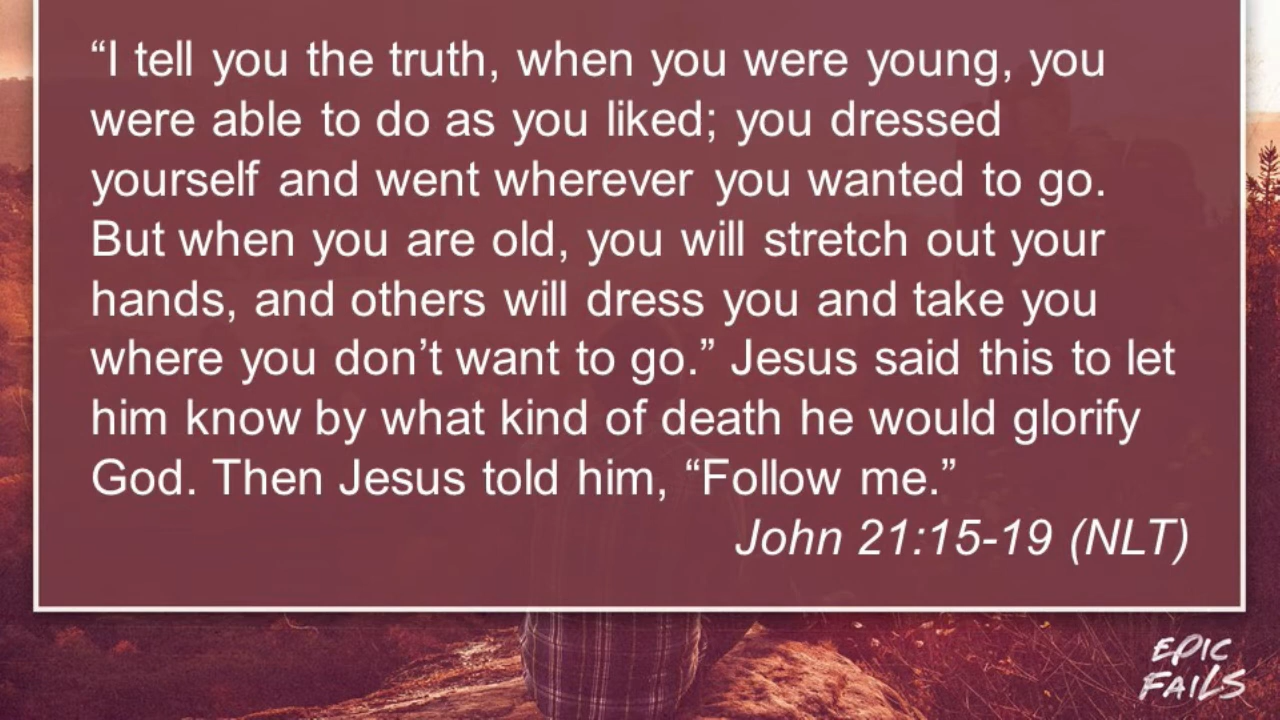 “I tell you the truth, when you were young, you
were able to do as you liked; you dressed
yourself and went wherever you wanted to go.
But when you are old, you will stretch out your
hands, and others will dress you and take you
where you don’t want to go.” Jesus said this to let
him know by what kind of death he would glorify
God. Then Jesus told him, “Follow me.”
John 21:15-19 (NLT)
EPIC
FAILS